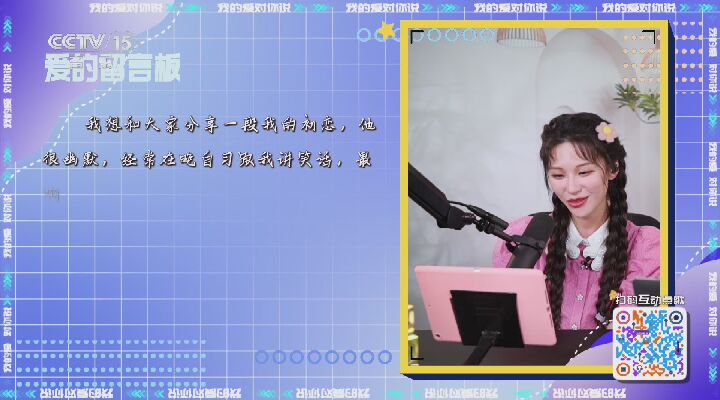 我的爱对你说
CCTV 15
爱的留言板
我想和大家分享一段我的初恋，他
很幽默，经常在晚自习跟我讲笑话，最
扫码互动点歌